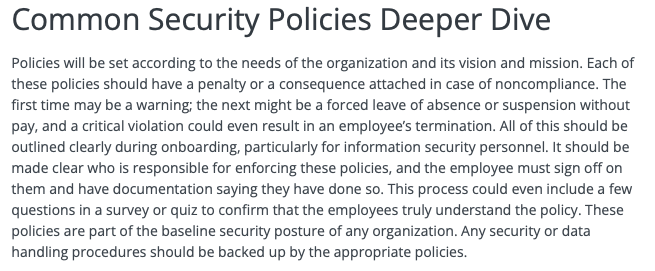 Common Security Policies Deeper Dive
Policies will be set according to the needs of the organization and its vision and mission. Each of
these policies should have a penalty or a consequence attached in case of noncompliance. The
first time may be a warning; the next might be a forced leave of absence or suspension without
pay, and a critical violation could even result in an employee’s termination. All of this should be
outlined clearly during onboarding, particularly for information security personnel. It should be
made clear who is responsible for enforcing these policies, and the employee must sign off on
them and have documentation saying they have done so. This process could even include a few
questions in a survey or quiz to confirm that the employees truly understand the policy. These
policies are part of the baseline security posture of any organization. Any security or data
handling procedures should be backed up by the appropriate policies.